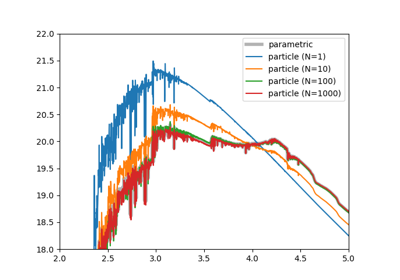 22.0
21.5
21.0
20.5
20.0
19.5
19.0
18.5
18.0
2.0 2.5 3.0 3.5 4.0 4.5 5.0
parametric
particle (N=1)
particle (N=10)
particle (N=100)
particle (N=1000)